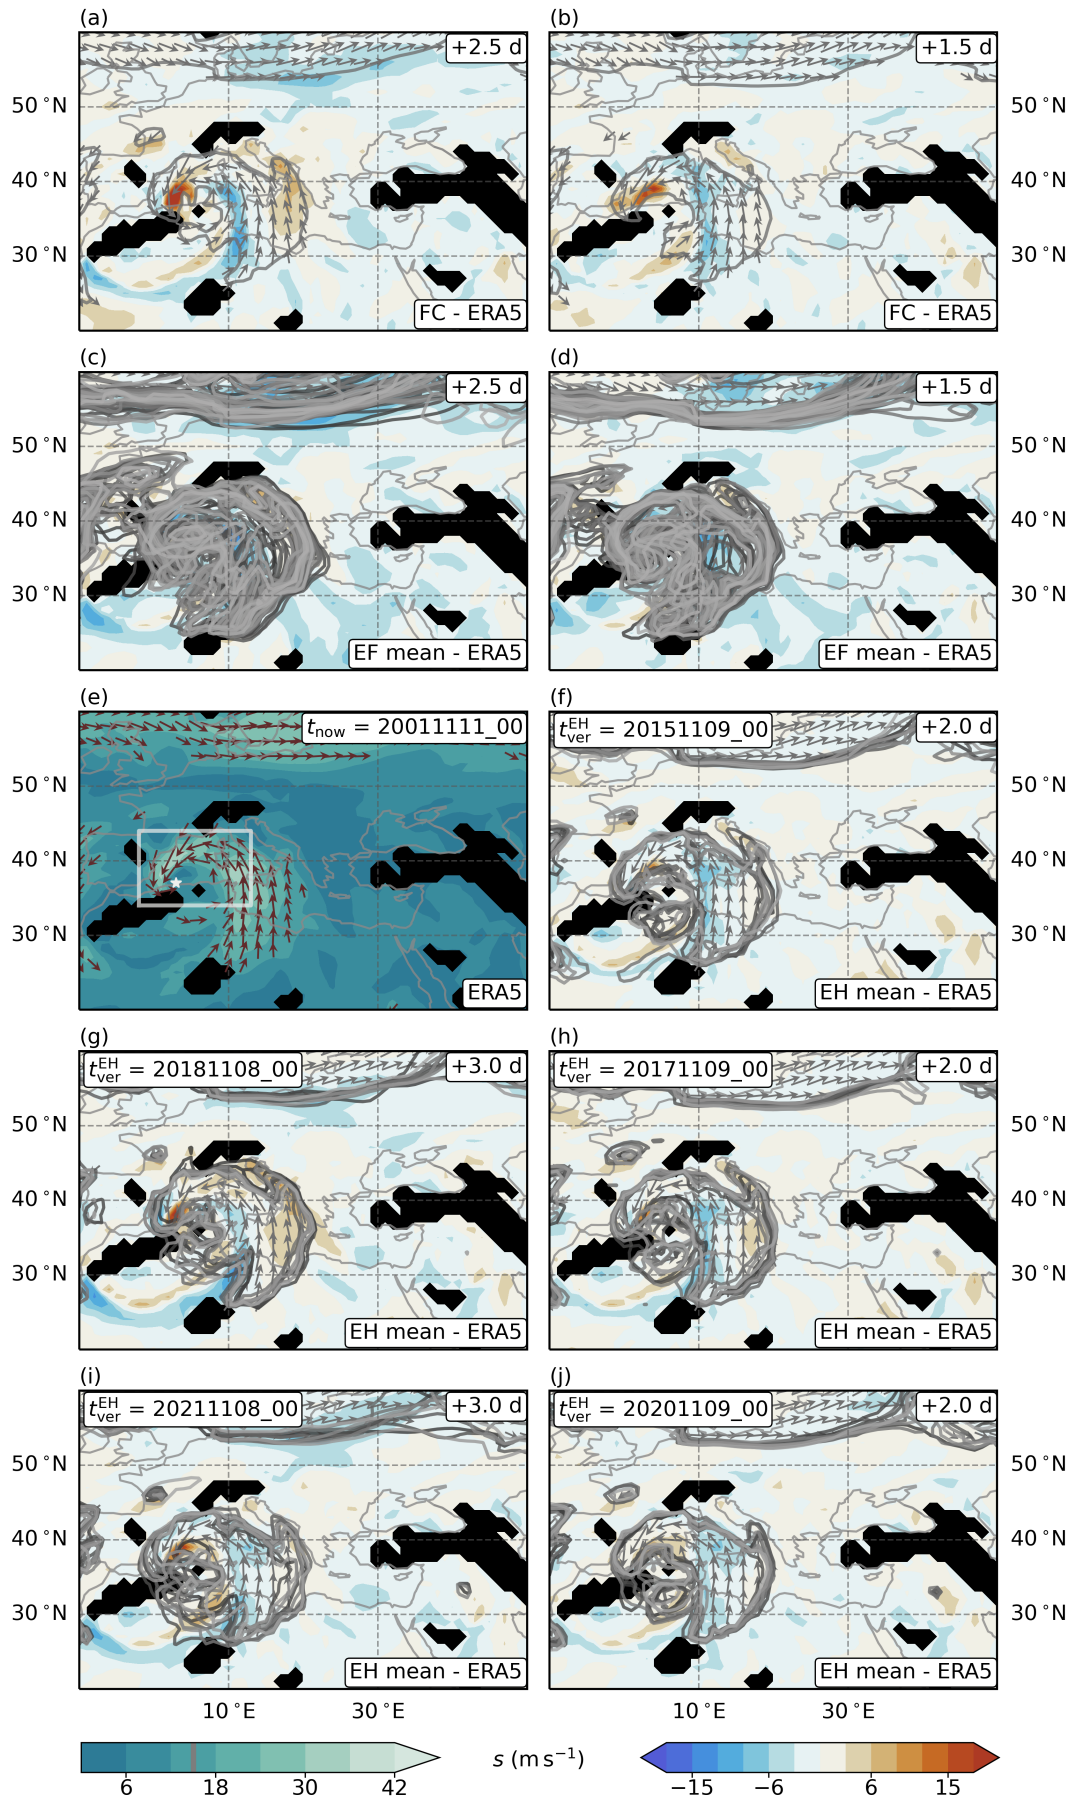 (a) (b)
+2.5 d +1.5 d
50°N 50°N
40°N 40°N
30°N 30°N
FC - ERA5 FC - ERA5
(c) (d)
+2.5 d +1.5 d
50°N 50°N
40°N 40°N
30°N 30°N
EF mean - ERA5 EF mean - ERA5
(e) (f)
t_now = 20011111_00 t_ver^EH = 20151109_00 +2.0 d
50°N 50°N
40°N 40°N
30°N 30°N
ERA5 EH mean - ERA5
(g) (h)
t_ver^EH = 20181108_00 +3.0 d t_ver^EH = 20171109_00 +2.0 d
50°N 50°N
40°N 40°N
30°N 30°N
EH mean - ERA5 EH mean - ERA5
(i) (j)
t_ver^EH = 20211108_00 +3.0 d t_ver^EH = 20201109_00 +2.0 d
50°N 50°N
40°N 40°N
30°N 30°N
EH mean - ERA5 EH mean - ERA5
10°E 30°E 10°E 30°E
s (m s⁻¹)
6 18 30 42 −15 −6 6 15